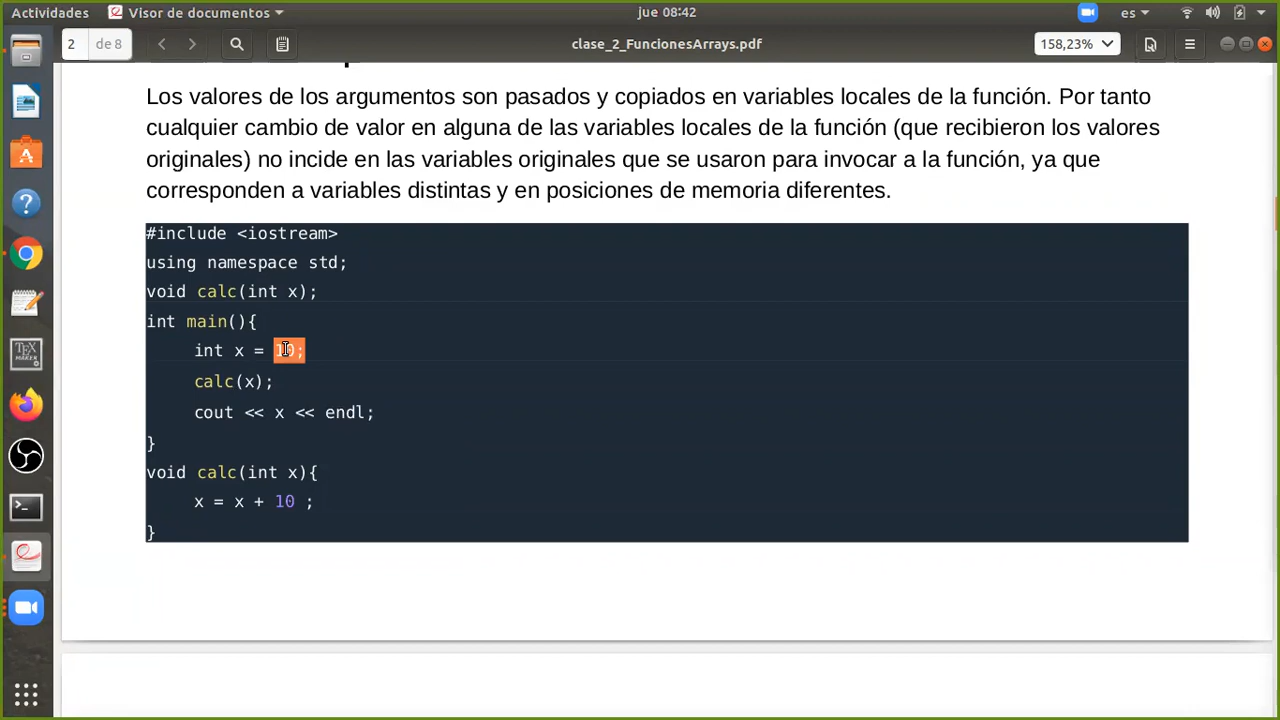 Actividades
Visor de documentos
jue 08:42
es
2
de 8
clase_2_FuncionesArrays.pdf
158,23%
Los valores de los argumentos son pasados y copiados en variables locales de la función. Por tanto
cualquier cambio de valor en alguna de las variables locales de la función (que recibieron los valores
originales) no incide en las variables originales que se usaron para invocar a la función, ya que
corresponden a variables distintas y en posiciones de memoria diferentes.
#include <iostream>
using namespace std;
void calc(int x);
int main(){
int x = 10;
calc(x);
cout << x << endl;
}
void calc(int x){
x = x + 10 ;
}